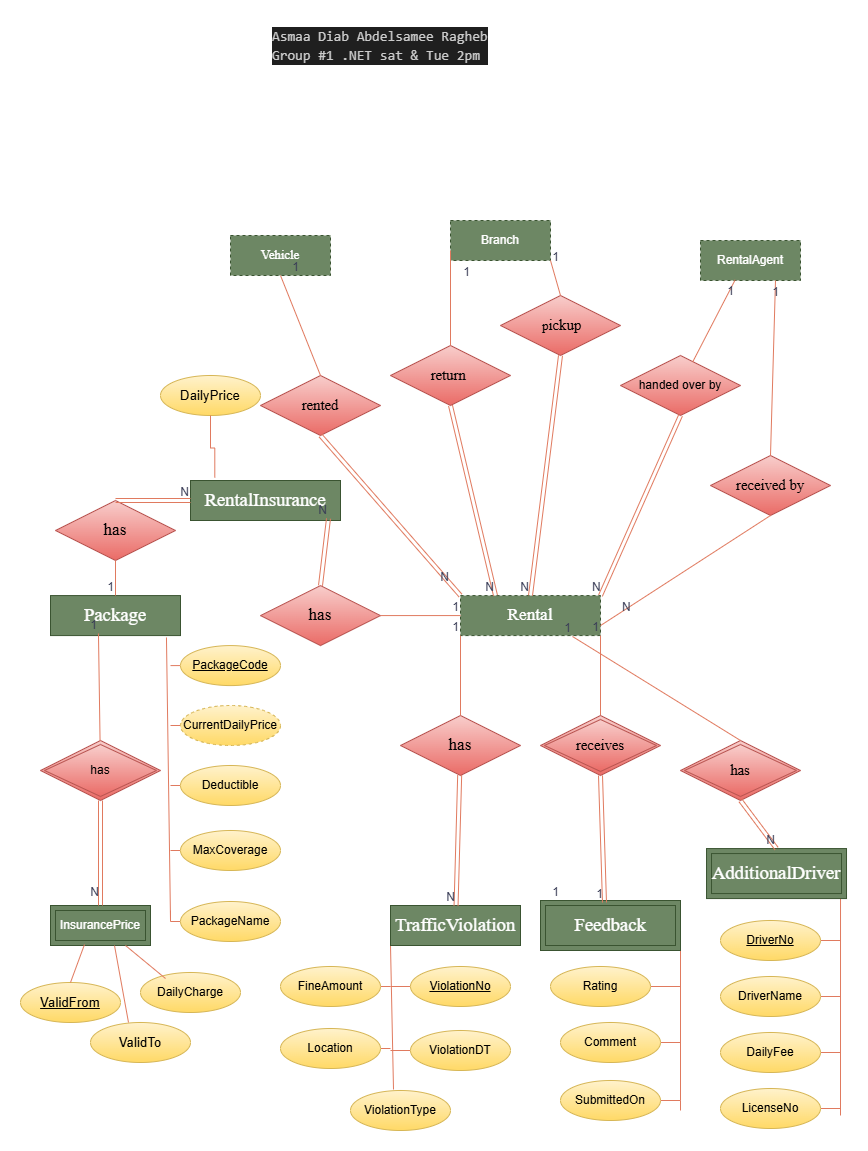 Asmaa Diab Abdelsamee Ragheb
Group #1 .NET sat & Tue 2pm
Vehicle
1
Branch
1
1
RentalAgent
1
1
pickup
return
rented
handed over by
received by
DailyPrice
N
RentalInsurance
N
has
1
Package
1
has
N
N
N
N
N
1
Rental
1
1
1
PackageCode
CurrentDailyPrice
Deductible
MaxCoverage
PackageName
has
N
InsurancePrice
ValidFrom
ValidTo
DailyCharge
has
N
TrafficViolation
FineAmount
ViolationNo
Location
ViolationDT
ViolationType
receives
1
1
Feedback
Rating
Comment
SubmittedOn
has
N
AdditionalDriver
DriverNo
DriverName
DailyFee
LicenseNo